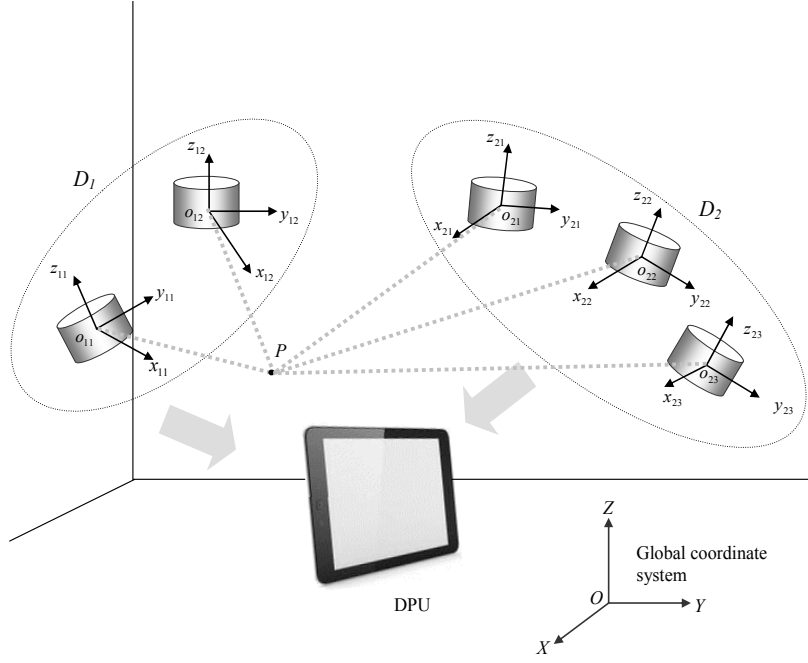 z12
D1
o12
y12
x12
z11
y11
o11
x11
P
z21
D2
o21
y21
x21
z22
o22
x22
y22
z23
o23
x23
y23
DPU
Z
Global coordinate
system
O
Y
X